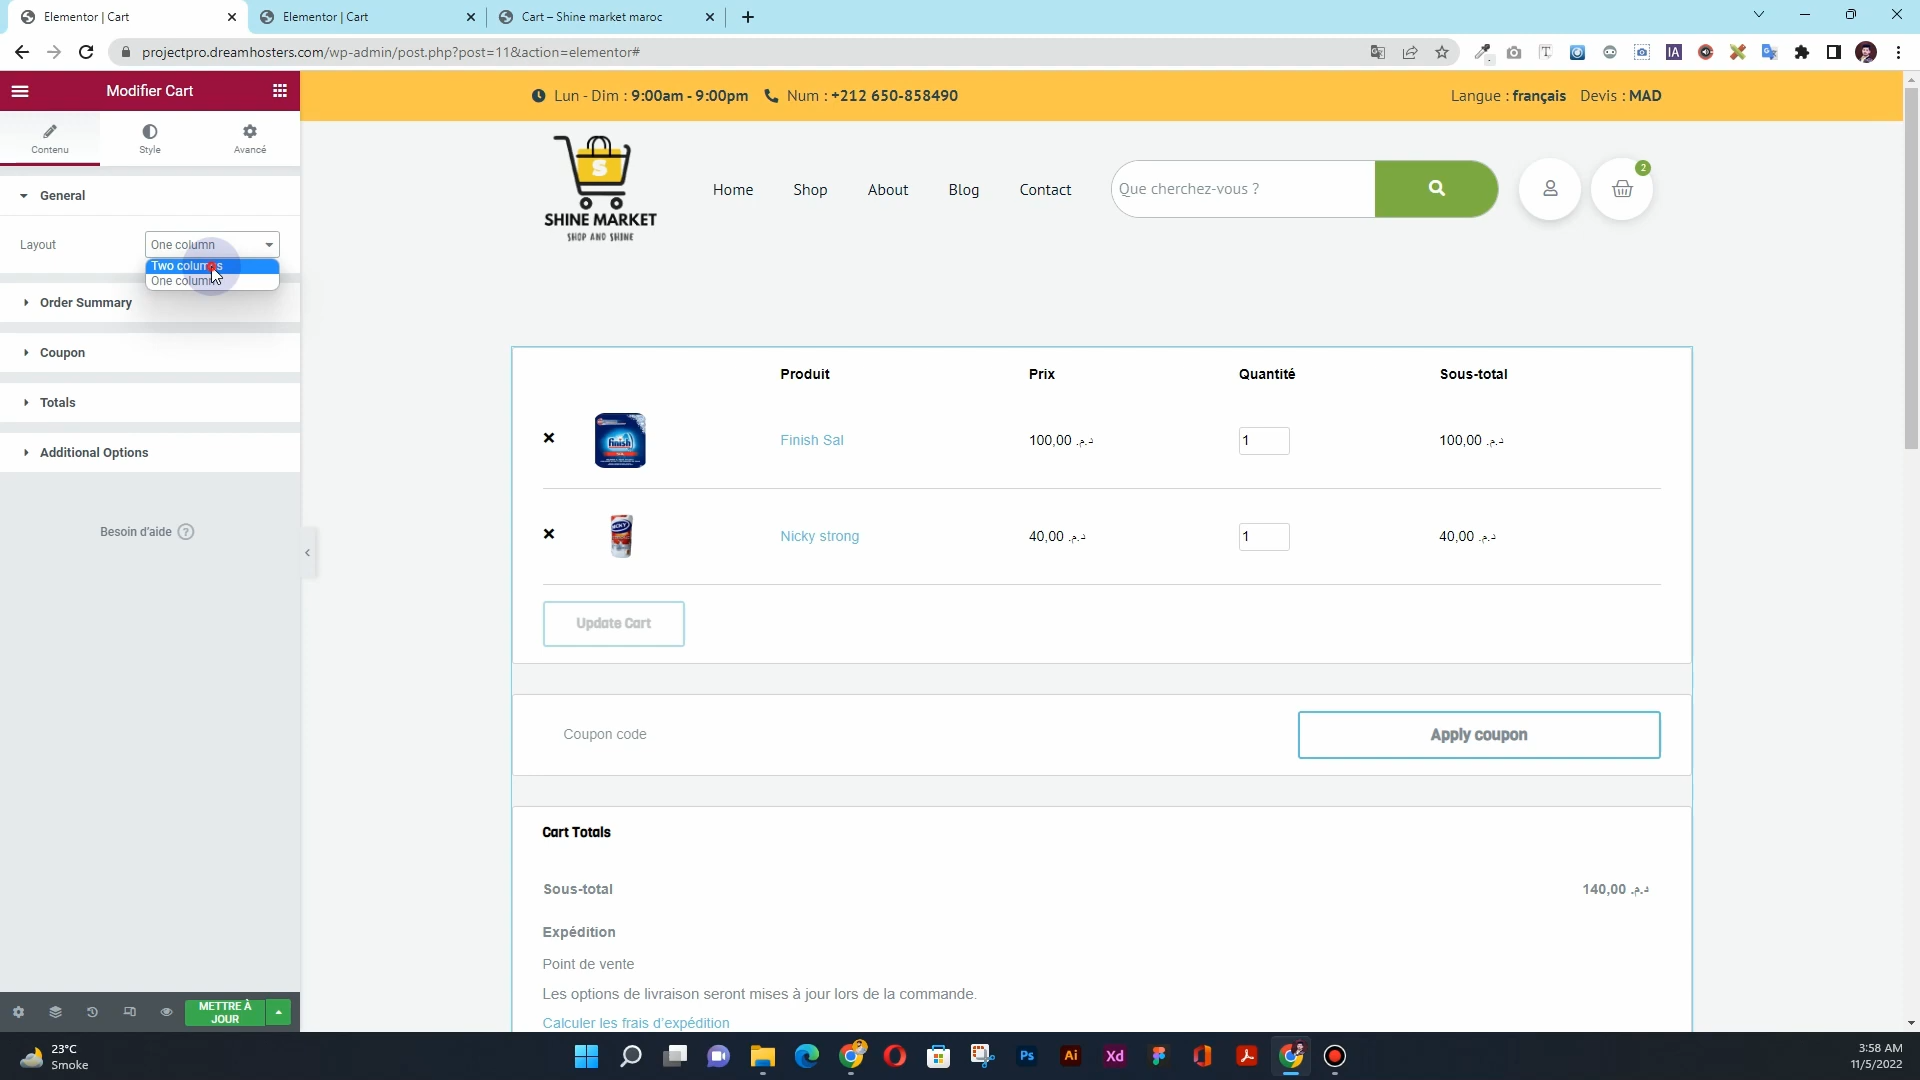 Elementor | Cart
Elementor | Cart
Cart – Shine market maroc
projectpro.dreamhosters.com/wp-admin/post.php?post=11&action=elementor#
Modifier Cart
Contenu
Style
Avancé
General
Layout
One column
Two columns
One column
Order Summary
Coupon
Totals
Additional Options
Besoin d'aide ?
METTRE À
JOUR
Lun - Dim : 9:00am - 9:00pm
Num : +212 650-858490
Langue : français
Devis : MAD
S
SHINE MARKET
SHOP AND SHINE
Home
Shop
About
Blog
Contact
Que cherchez-vous ?
2
Produit
Prix
Quantité
Sous-total
finish
Finish Sal
100,00 د.م.
1
100,00 د.م.
NICKY
Nicky strong
40,00 د.م.
1
40,00 د.م.
Update Cart
Coupon code
Apply coupon
Cart Totals
Sous-total
140,00 د.م.
Expédition
Point de vente
Les options de livraison seront mises à jour lors de la commande.
Calculer les frais d'expédition
23°C
Smoke
Ps
Ai
Xd
3:58 AM
11/5/2022